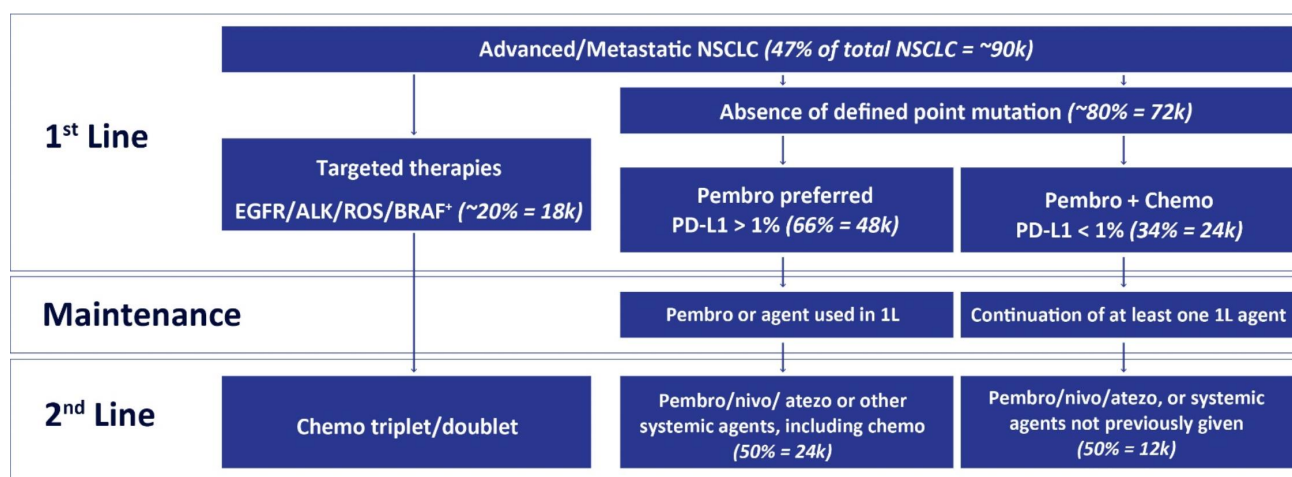 1st Line
Advanced/Metastatic NSCLC (47% of total NSCLC = ~90k)
Absence of defined point mutation (~80% = 72k)
Targeted therapies
EGFR/ALK/ROS/BRAF+ (~20% = 18k)
Pembro preferred
PD-L1 > 1% (66% = 48k)
Pembro + Chemo
PD-L1 < 1% (34% = 24k)
Maintenance
Pembro or agent used in 1L
Continuation of at least one 1L agent
2nd Line
Chemo triplet/doublet
Pembro/nivo/ atezo or other
systemic agents, including chemo
(50% = 24k)
Pembro/nivo/atezo, or systemic
agents not previously given
(50% = 12k)